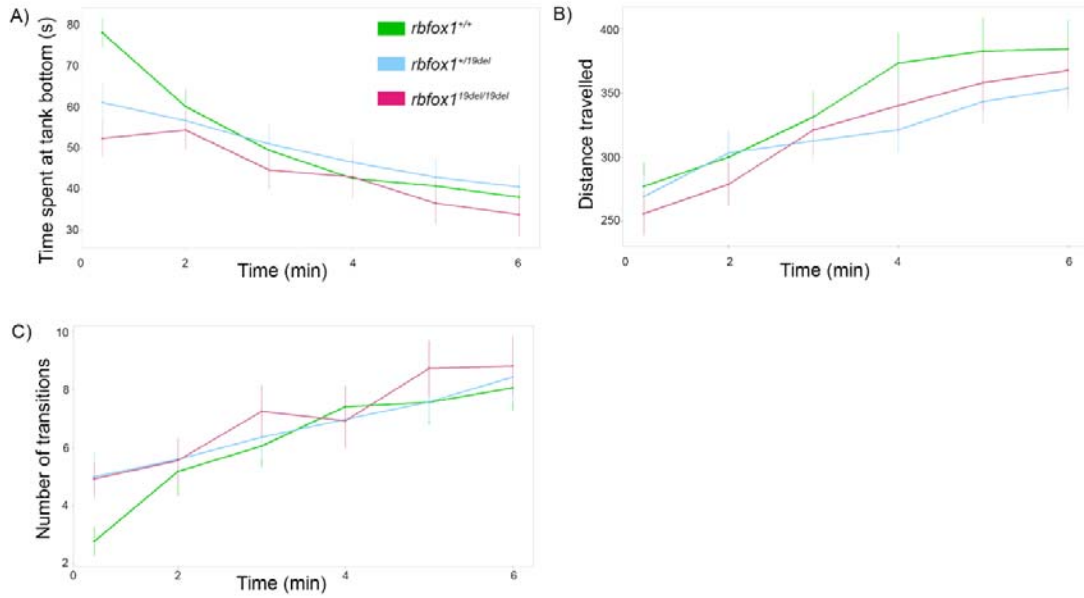 A)
Time spent at tank bottom (s)
80
70
60
50
40
30
0 2 4 6
Time (min)
rbfox1+/+
rbfox1+/19del
rbfox119del/19del
B)
Distance travelled
400
350
300
250
0 2 4 6
Time (min)
C)
Number of transitions
10
8
6
4
2
0 2 4 6
Time (min)